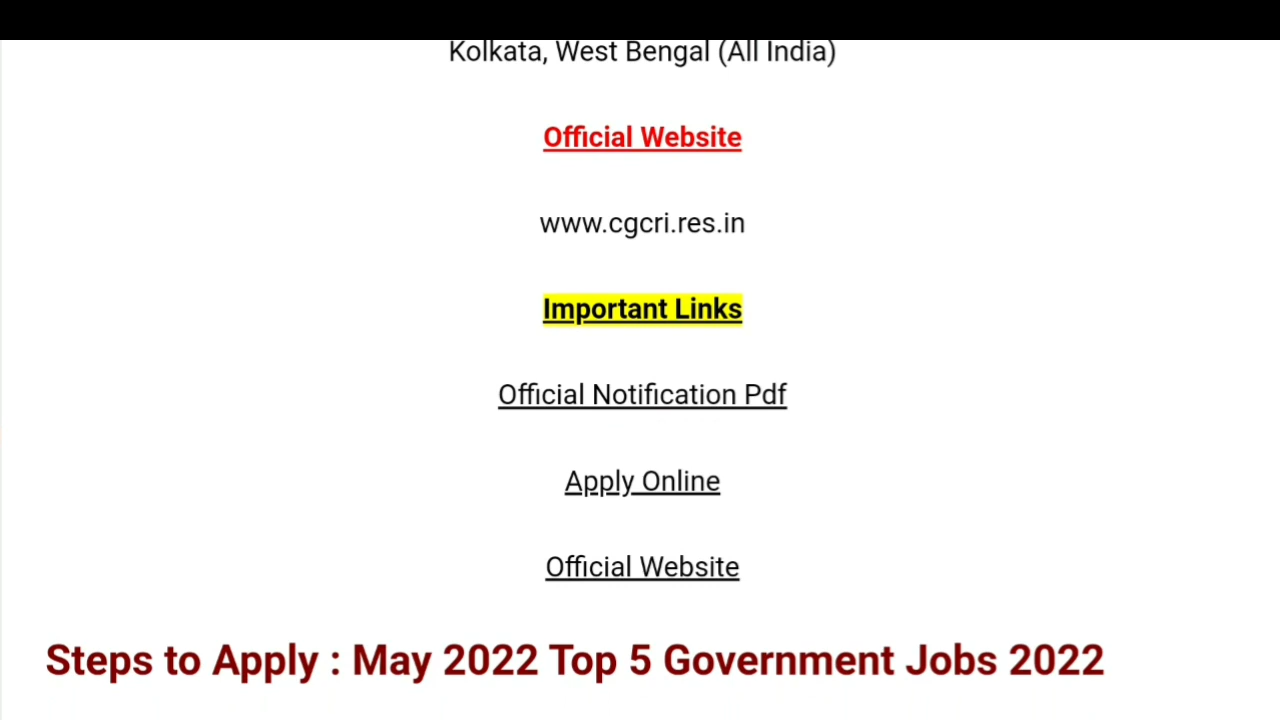 Kolkata, West Bengal (All India)
Official Website
www.cgcri.res.in
Important Links
Official Notification Pdf
Apply Online
Official Website
Steps to Apply : May 2022 Top 5 Government Jobs 2022